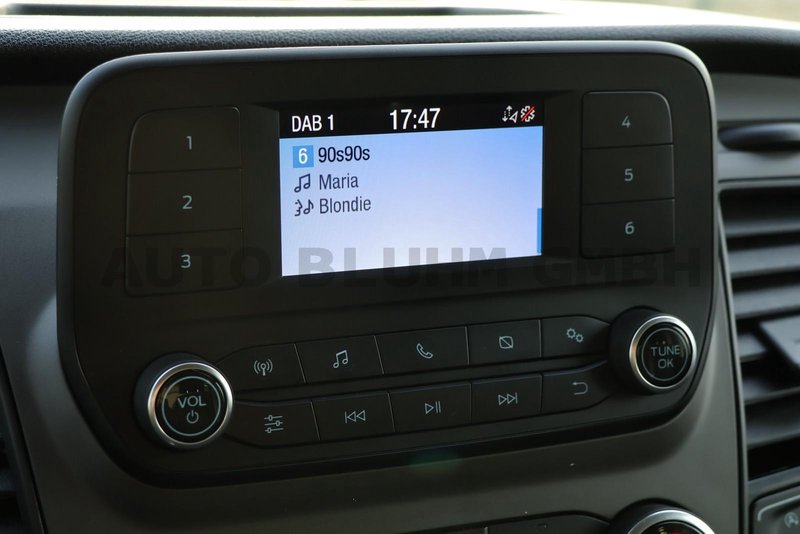 DAB 1 17:47
6 90s90s
Maria
Blondie
1
2
3
4
5
6
VOL
TUNE
OK
AUTO BLUHM GMBH